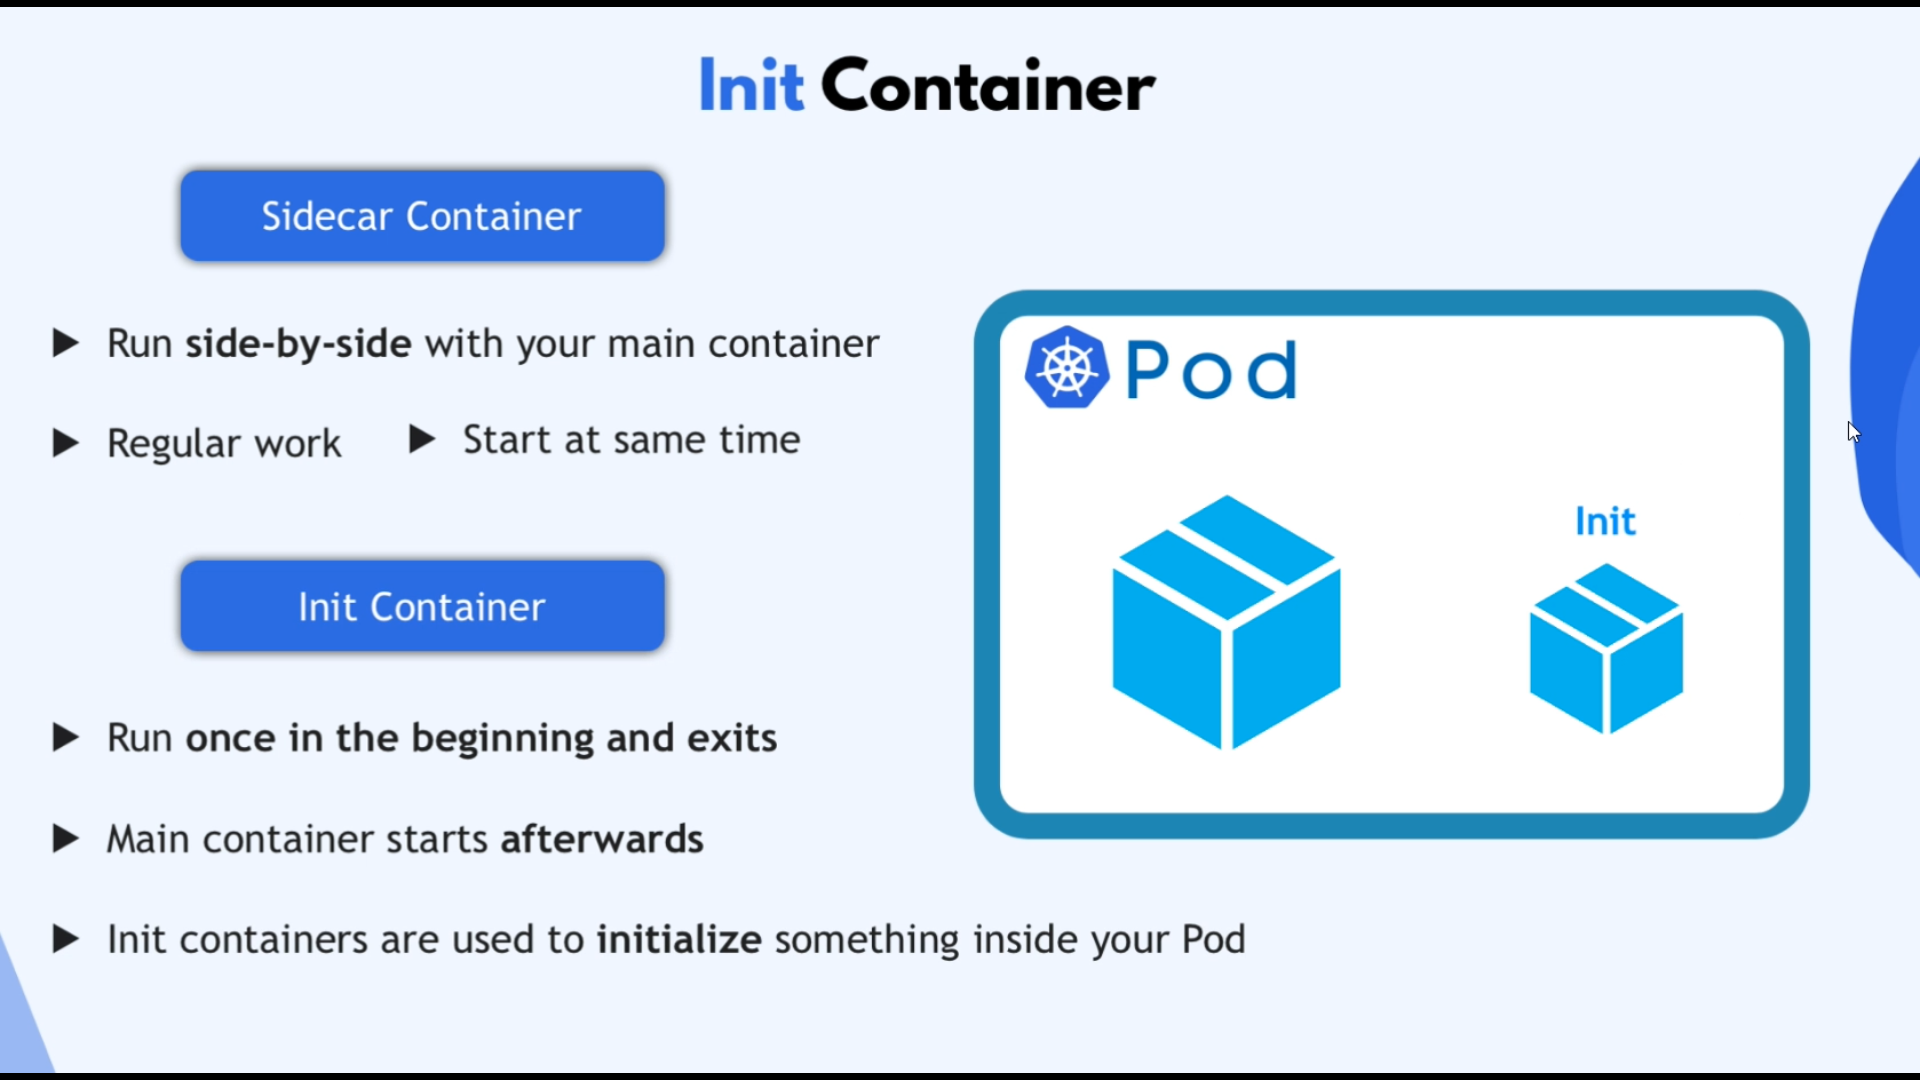 Init Container
Sidecar Container
Run side-by-side with your main container
Regular work
Start at same time
Init Container
Run once in the beginning and exits
Main container starts afterwards
Init containers are used to initialize something inside your Pod
Pod
Init